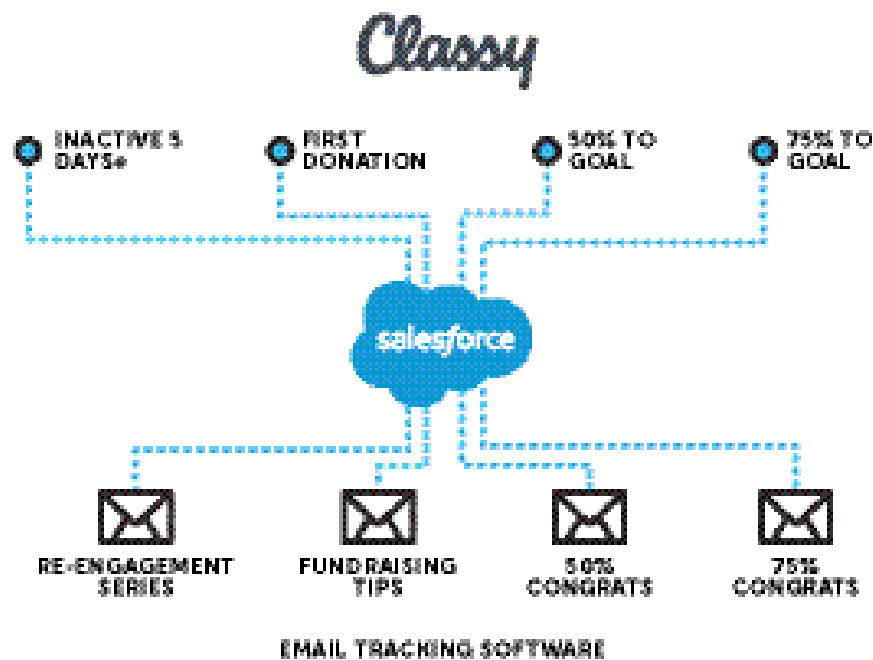 Classy
INACTIVE 5
DAYS*
FIRST
DONATION
50% TO
GOAL
75% TO
GOAL
salesforce
RE-ENGAGEMENT
SERIES
FUNDRAISING
TIPS
50%
CONGRATS
75%
CONGRATS
EMAIL TRACKING SOFTWARE